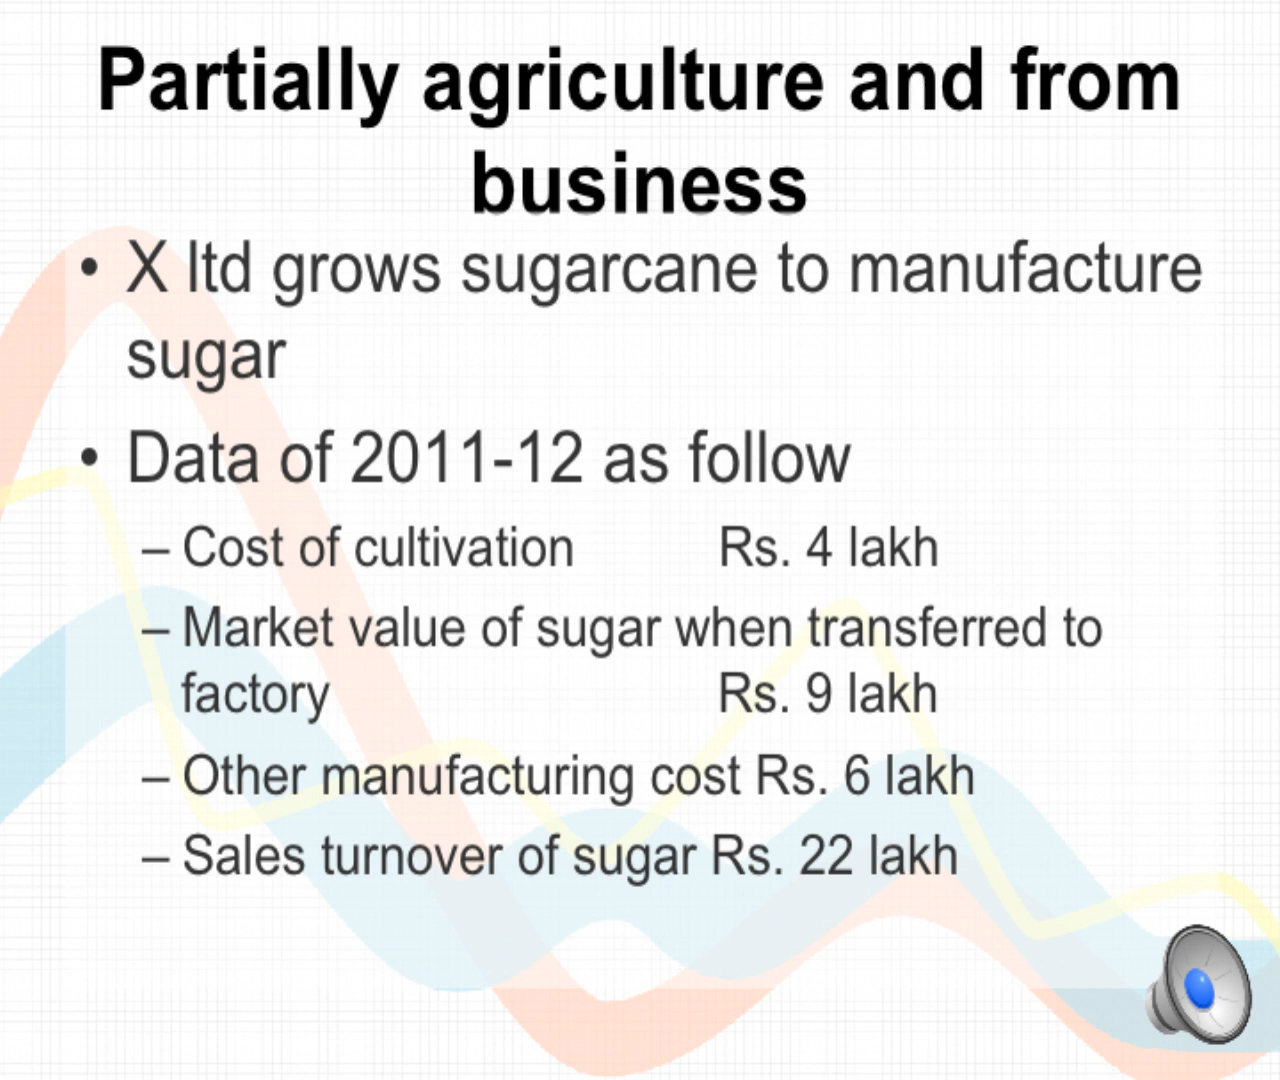 Partially agriculture and from
business
• X ltd grows sugarcane to manufacture
sugar
• Data of 2011-12 as follow
– Cost of cultivation Rs. 4 lakh
– Market value of sugar when transferred to
factory Rs. 9 lakh
– Other manufacturing cost Rs. 6 lakh
– Sales turnover of sugar Rs. 22 lakh